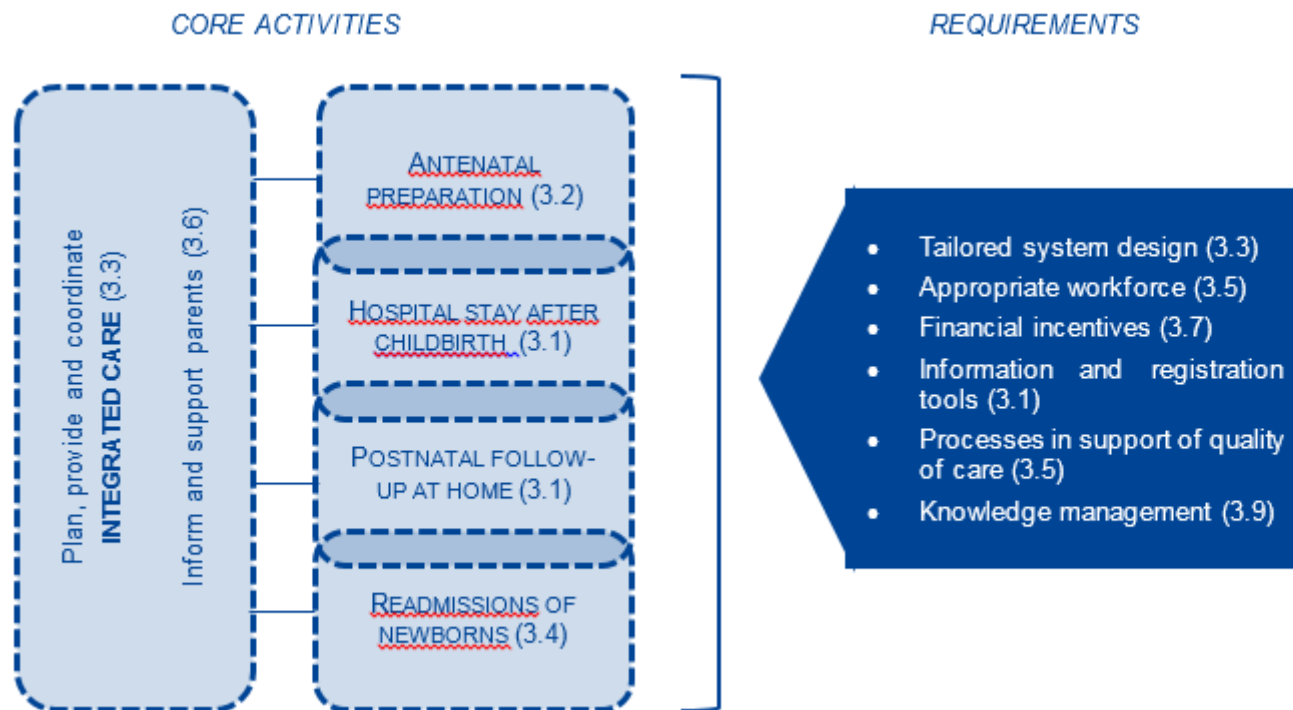 CORE ACTIVITIES
REQUIREMENTS
Plan, provide and coordinate
INTEGRATED CARE (3.3)
Inform and support parents (3.6)
ANTENATAL
PREPARATION (3.2)
HOSPITAL STAY AFTER
CHILDBIRTH (3.1)
POSTNATAL FOLLOW-
UP AT HOME (3.1)
READMISSIONS OF
NEWBORNS (3.4)
• Tailored system design (3.3)
• Appropriate workforce (3.5)
• Financial incentives (3.7)
• Information and registration
tools (3.1)
• Processes in support of quality
of care (3.5)
• Knowledge management (3.9)